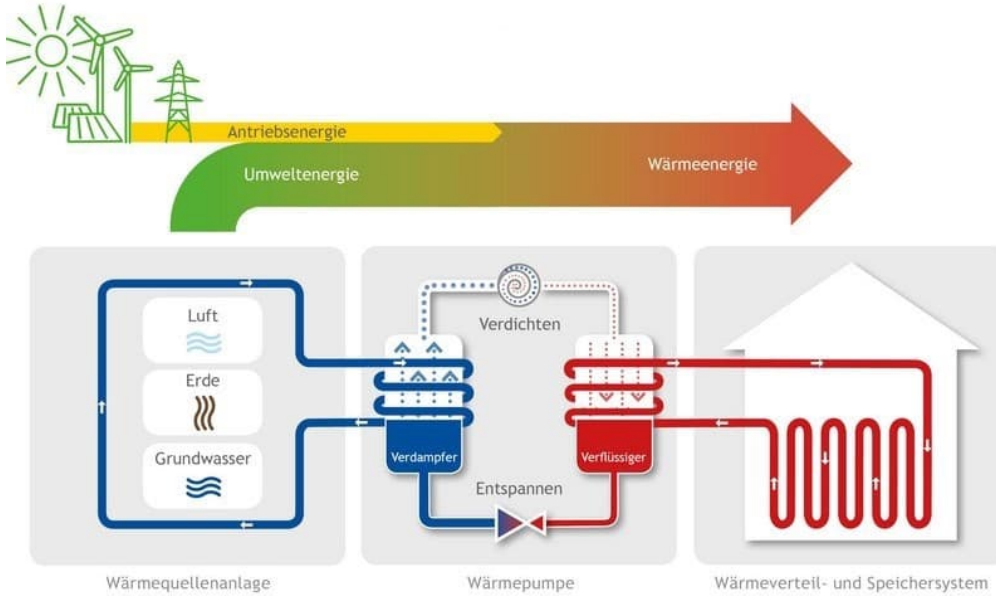 Antriebsenergie
Umweltenergie
Wärmeenergie
Luft
Erde
Grundwasser
Verdichten
Verdampfer
Verflüssiger
Entspannen
Wärmequellenanlage
Wärmepumpe
Wärmeverteil- und Speichersystem